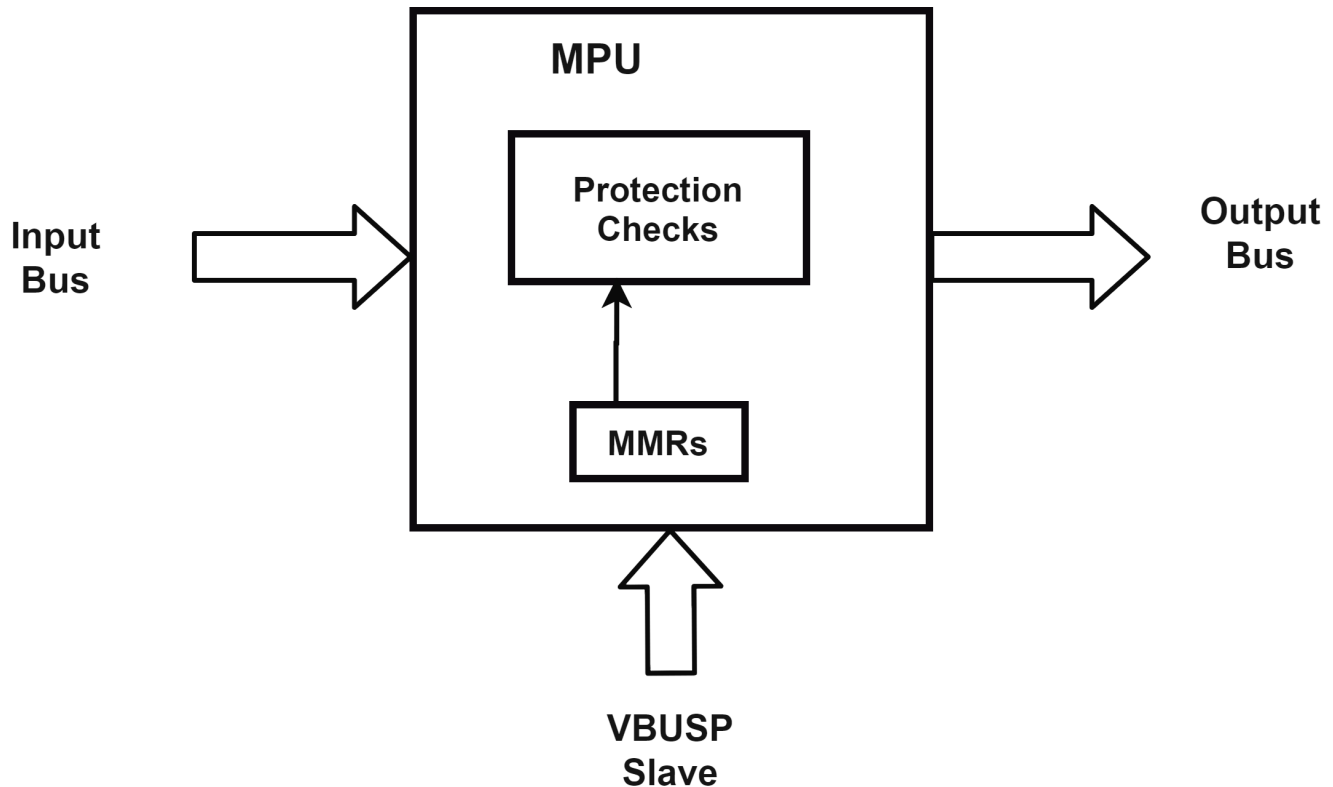 MPU
Protection
Checks
Input
Bus
Output
Bus
MMRs
VBUSP
Slave